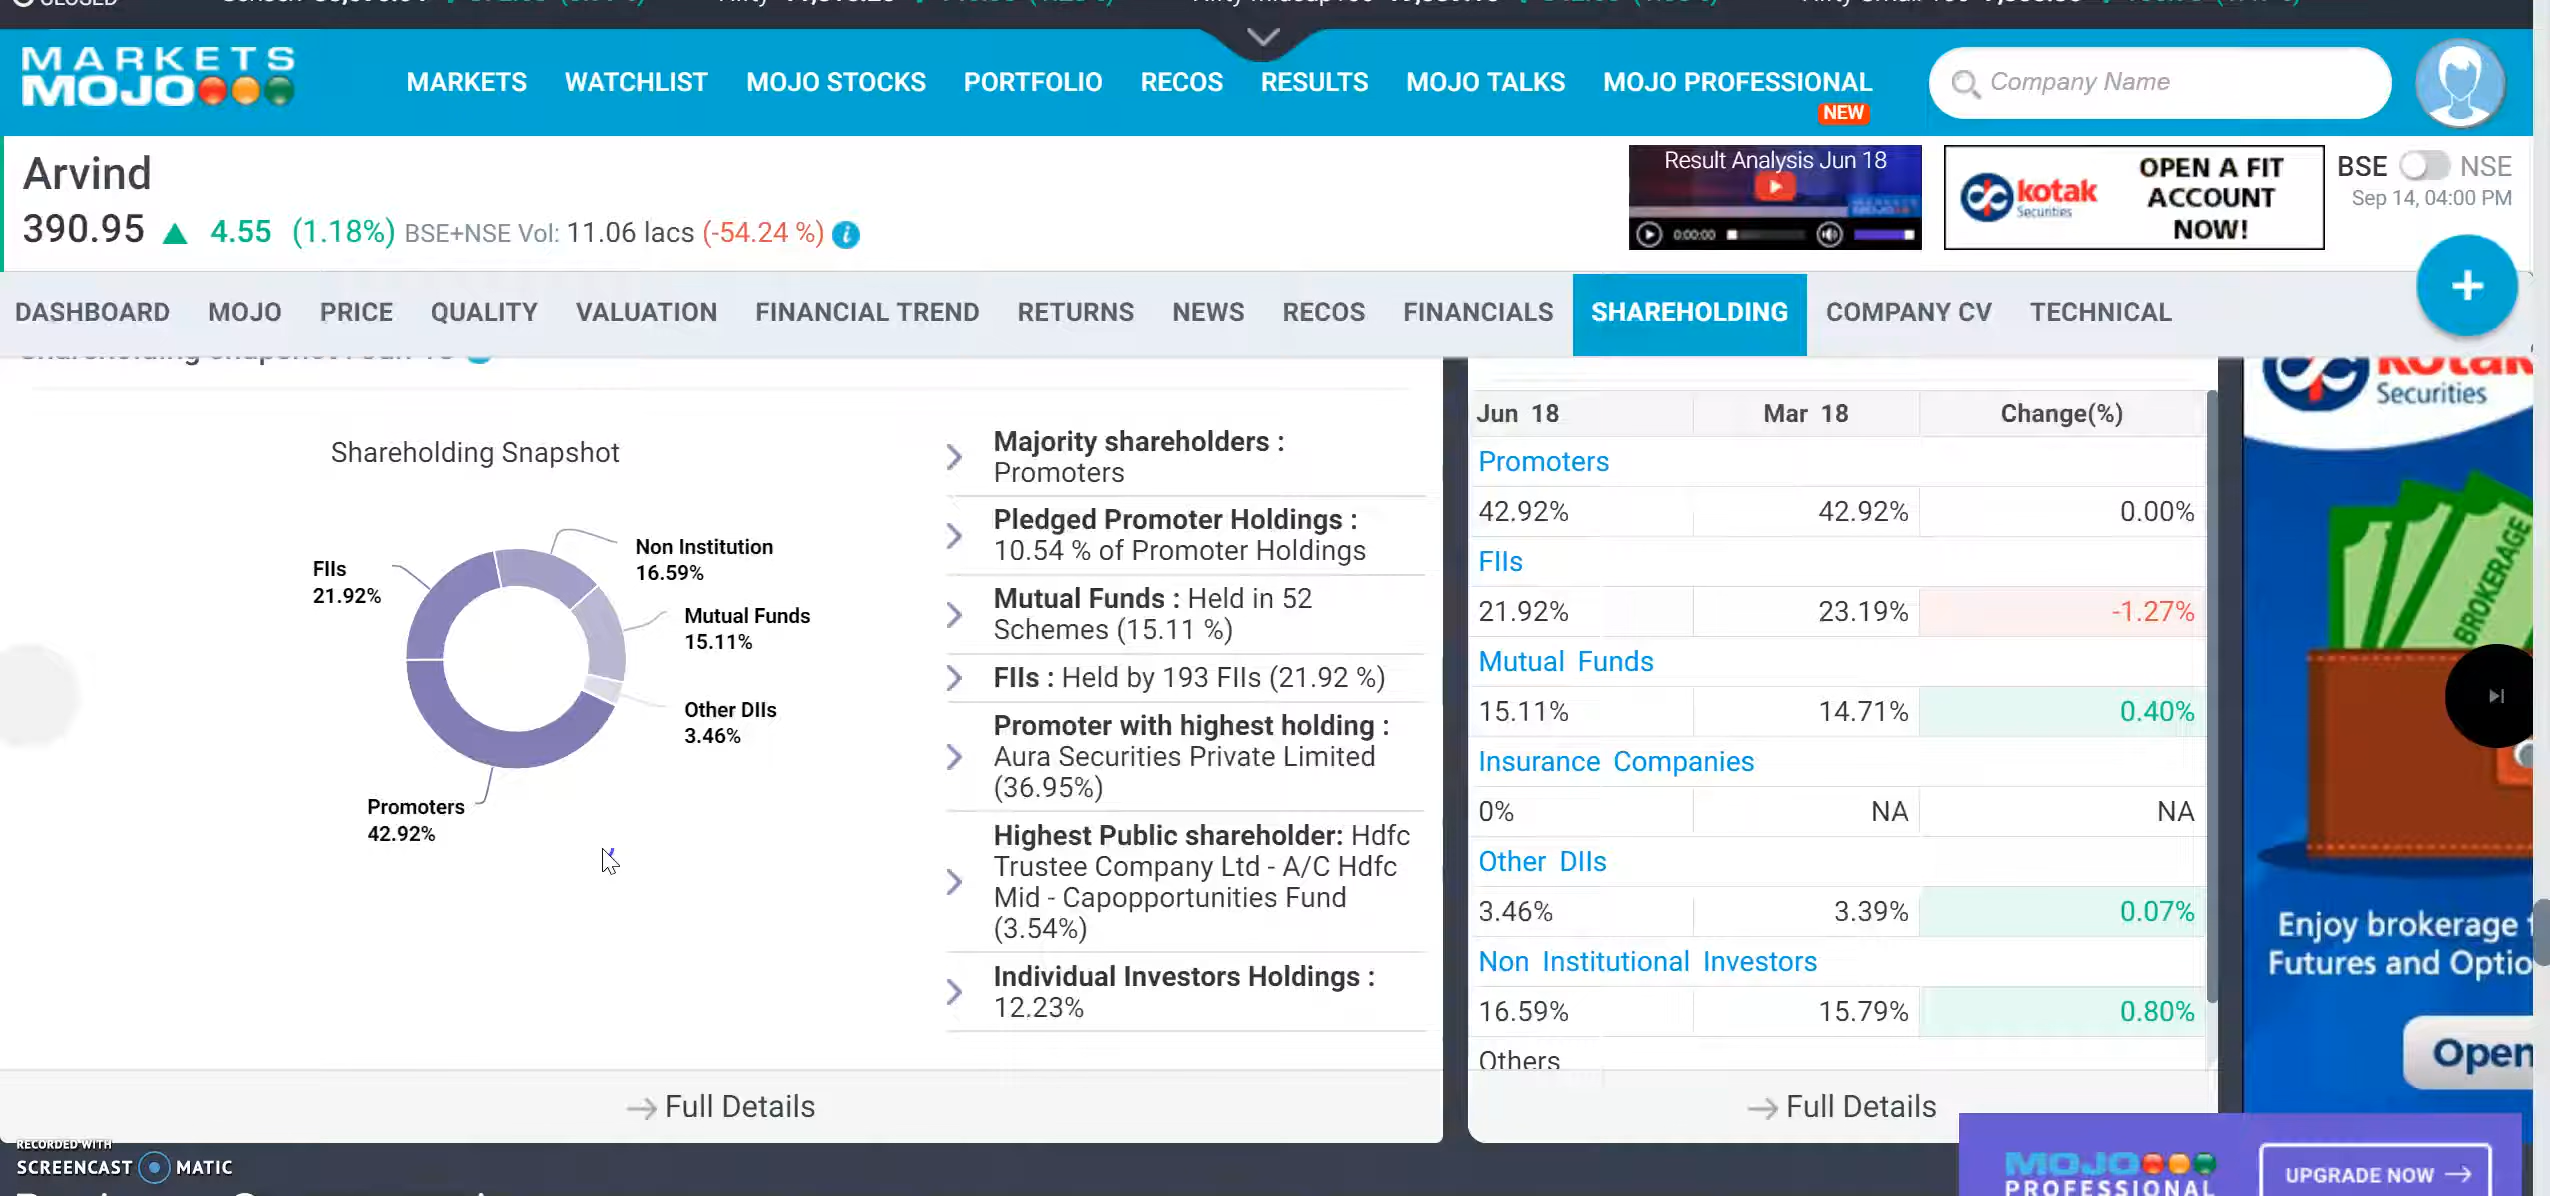 CLOSED
MARKETS
MOJO
MARKETS WATCHLIST MOJO STOCKS PORTFOLIO RECOS RESULTS MOJO TALKS MOJO PROFESSIONAL
NEW
Company Name
Arvind
390.95 4.55 (1.18%) BSE+NSE Vol: 11.06 lacs (-54.24 %) i
Result Analysis Jun 18
0:00:00
kotak
Securities
OPEN A FIT
ACCOUNT
NOW!
BSE NSE
Sep 14, 04:00 PM
+
DASHBOARD MOJO PRICE QUALITY VALUATION FINANCIAL TREND RETURNS NEWS RECOS FINANCIALS SHAREHOLDING COMPANY CV TECHNICAL
Shareholding Snapshot
Non Institution
16.59%
FIIs
21.92%
Mutual Funds
15.11%
Other DIIs
3.46%
Promoters
42.92%
Majority shareholders :
Promoters
Pledged Promoter Holdings :
10.54 % of Promoter Holdings
Mutual Funds : Held in 52
Schemes (15.11 %)
FIIs : Held by 193 FIIs (21.92 %)
Promoter with highest holding :
Aura Securities Private Limited
(36.95%)
Highest Public shareholder: Hdfc
Trustee Company Ltd - A/C Hdfc
Mid - Capopportunities Fund
(3.54%)
Individual Investors Holdings :
12.23%
Full Details
Jun 18 Mar 18 Change(%)
Promoters
42.92% 42.92% 0.00%
FIIs
21.92% 23.19% -1.27%
Mutual Funds
15.11% 14.71% 0.40%
Insurance Companies
0% NA NA
Other DIIs
3.46% 3.39% 0.07%
Non Institutional Investors
16.59% 15.79% 0.80%
Others
Full Details
kotak
Securities
BROKERAGE
Enjoy brokerage
Futures and Optio
Open
RECORDED WITH
SCREENCAST MATIC
MOJO
PROFESSIONAL
UPGRADE NOW